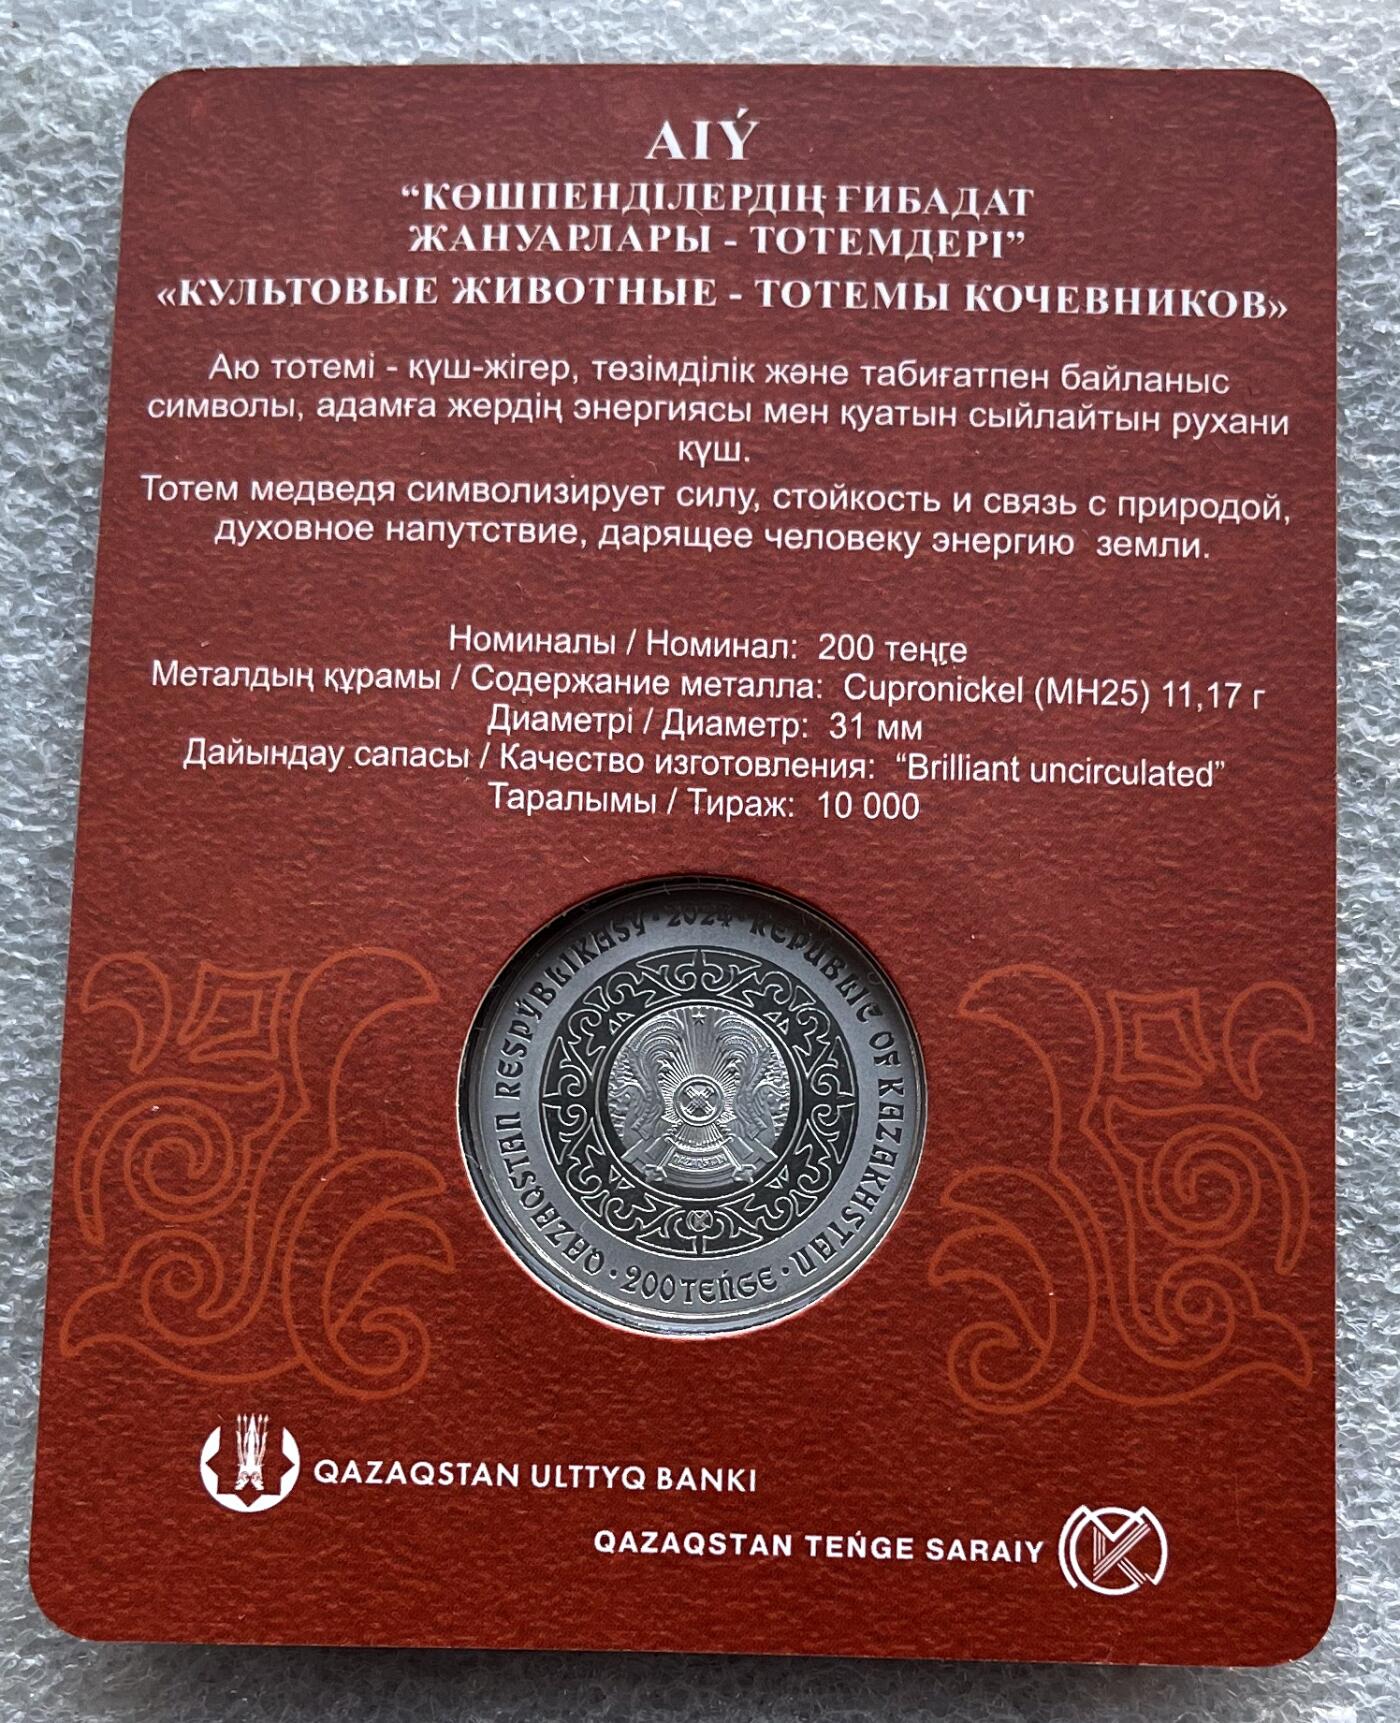 AIÝ
“КӨШПЕНДІЛЕРДІҢ ҒИБАДАТ
ЖАНУАРЛАРЫ - ТОТЕМДЕРІ”
«КУЛЬТОВЫЕ ЖИВОТНЫЕ - ТОТЕМЫ КОЧЕВНИКОВ»
Аю тотемі - күш-жігер, төзімділік және табиғатпен байланыс
символы, адамға жердің энергиясы мен қуатын сыйлайтын рухани
күш.
Тотем медведя символизирует силу, стойкость и связь с природой,
духовное напутствие, дарящее человеку энергию земли.
Номиналы / Номинал: 200 теңге
Металдың құрамы / Содержание металла: Cupronickel (МН25) 11,17 г
Диаметрі / Диаметр: 31 мм
Дайындау сапасы / Качество изготовления: “Brilliant uncirculated”
Таралымы / Тираж: 10 000
QAZAQSTAN RESPÝBLIKASY · 2024 · REPUBLIC OF KAZAKHSTAN
· 200 TEŃGE ·
QAZAQSTAN
QAZAQSTAN ULTTYQ BANKI
QAZAQSTAN TEŃGE SARAIY